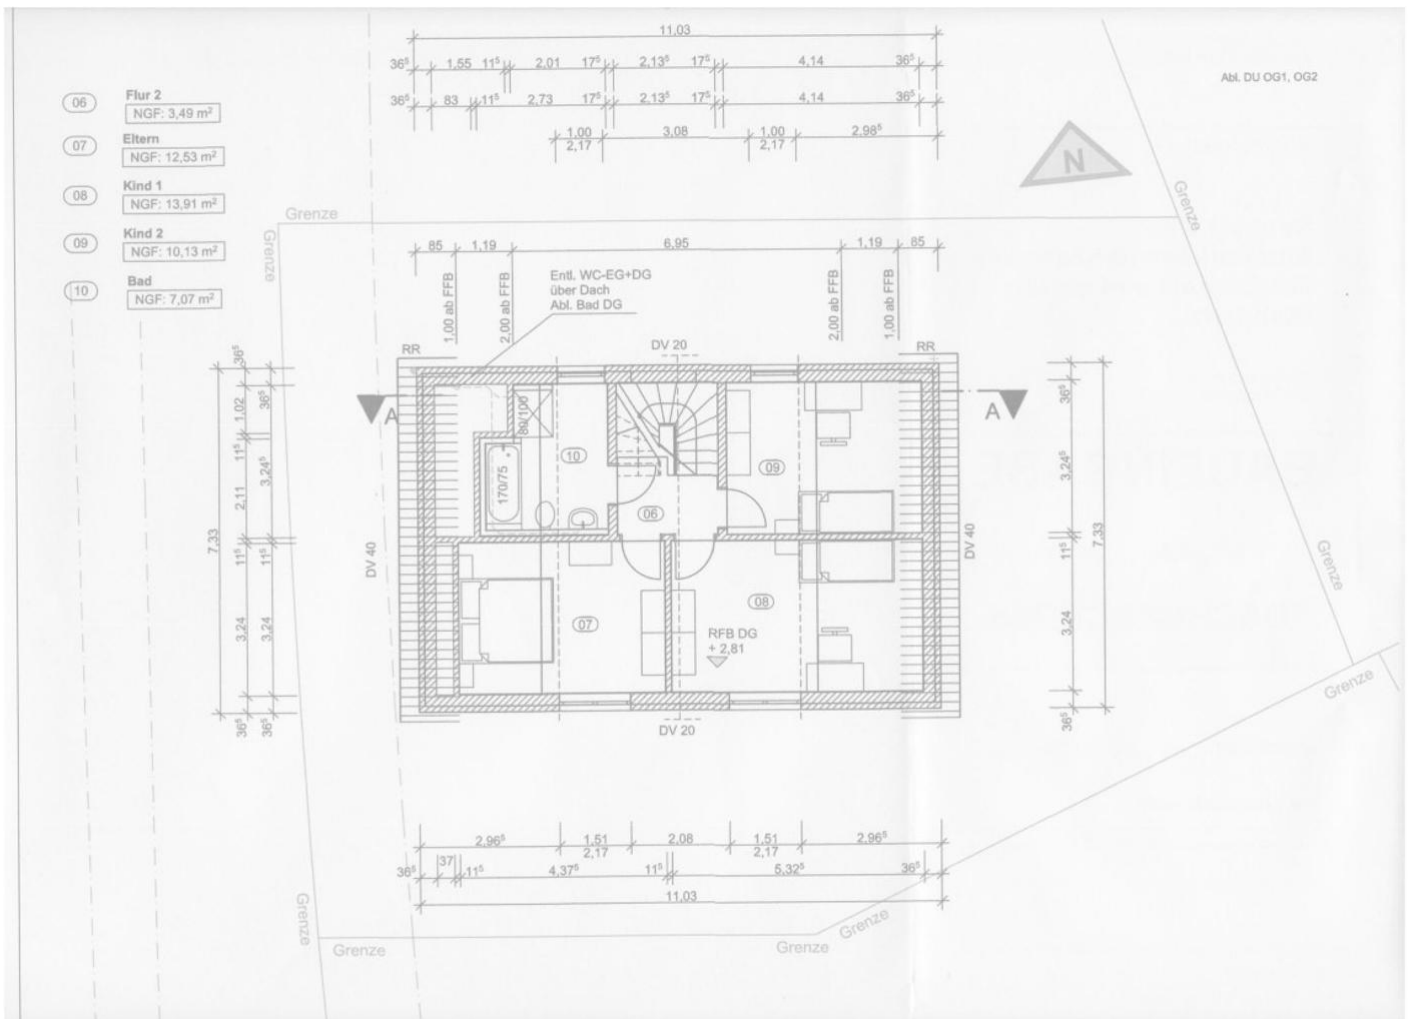 11,03
36⁵ 1,55 11⁵ 2,01 17⁵ 2,13⁵ 17⁵ 4,14 36⁵
Abl. DU OG1, OG2
36⁵ 83 11⁵ 2,73 17⁵ 2,13⁵ 17⁵ 4,14 36⁵
1,00 3,08 1,00 2,98⁵
2,17 2,17
06 Flur 2
NGF: 3,49 m²
07 Eltern
NGF: 12,53 m²
08 Kind 1
NGF: 13,91 m²
09 Kind 2
NGF: 10,13 m²
10 Bad
NGF: 7,07 m²
N
Grenze
Grenze
Grenze
85 1,19 6,95 1,19 85
1,00 ab FFB
2,00 ab FFB
2,00 ab FFB
1,00 ab FFB
Entl. WC-EG+DG
über Dach
Abl. Bad DG
RR
DV 20
RR
A
A
36⁵
1,02
11⁵
2,11
11⁵
3,24
36⁵
36⁵
3,24⁵
11⁵
3,24
36⁵
7,33
80/100
10
170/75
09
06
DV 40
DV 40
07
08
RFB DG
+ 2,81
DV 20
36⁵
3,24⁵
11⁵
3,24
36⁵
7,33
Grenze
Grenze
2,96⁵ 1,51 2,08 1,51 2,96⁵
2,17 2,17
36⁵ 37 11⁵ 4,37⁵ 11⁵ 5,32⁵ 36⁵
11,03
Grenze
Grenze
Grenze
Grenze